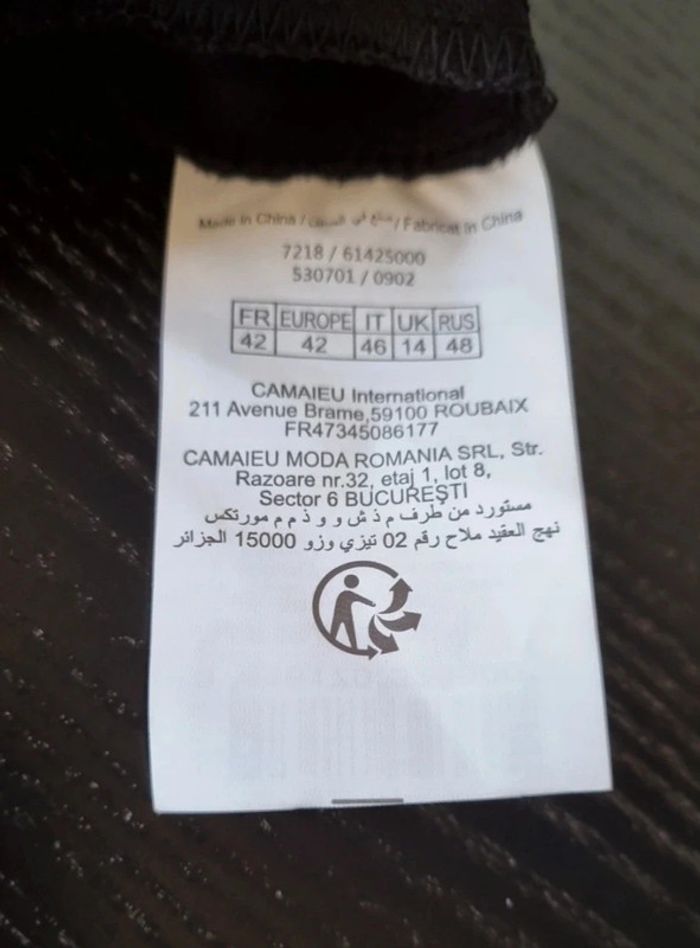 Made in China / صنع في الصين / Fabricat în China
7218 / 61425000
530701 / 0902
FR EUROPE IT UK RUS
42 42 46 14 48
CAMAIEU International
211 Avenue Brame,59100 ROUBAIX
FR47345086177
CAMAIEU MODA ROMANIA SRL, Str.
Razoare nr.32, etaj 1, lot 8,
Sector 6 BUCUREŞTI
مستورد من طرف م ذ ش و و ذ م م مورتكس
نهج العقيد ملاح رقم 02 تيزي وزو 15000 الجزائر